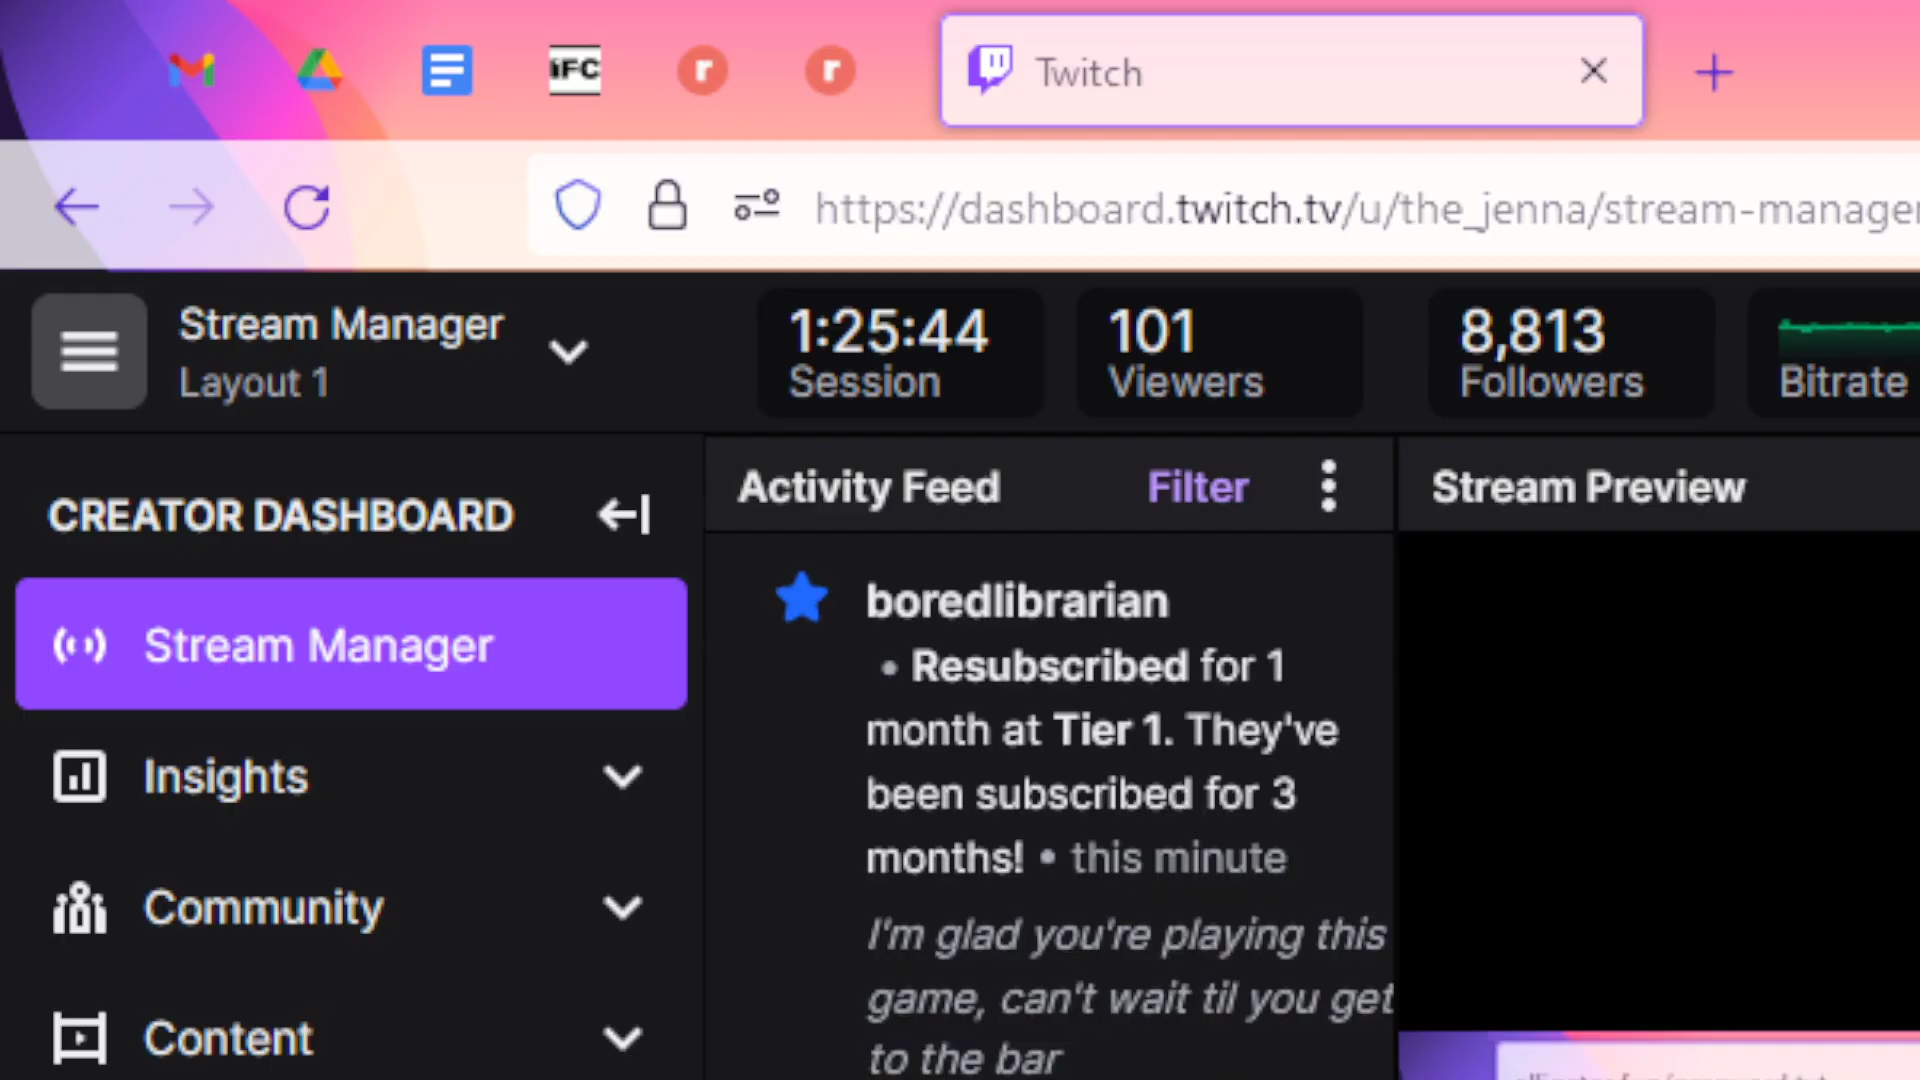 iFC
r
r
Twitch
https://dashboard.twitch.tv/u/the_jenna/stream-manager
Stream Manager
Layout 1
1:25:44
Session
101
Viewers
8,813
Followers
Bitrate
CREATOR DASHBOARD
Activity Feed
Filter
Stream Preview
Stream Manager
Insights
Community
Content
boredlibrarian
• Resubscribed for 1
month at Tier 1. They've
been subscribed for 3
months! • this minute
I'm glad you're playing this
game, can't wait til you get
to the bar